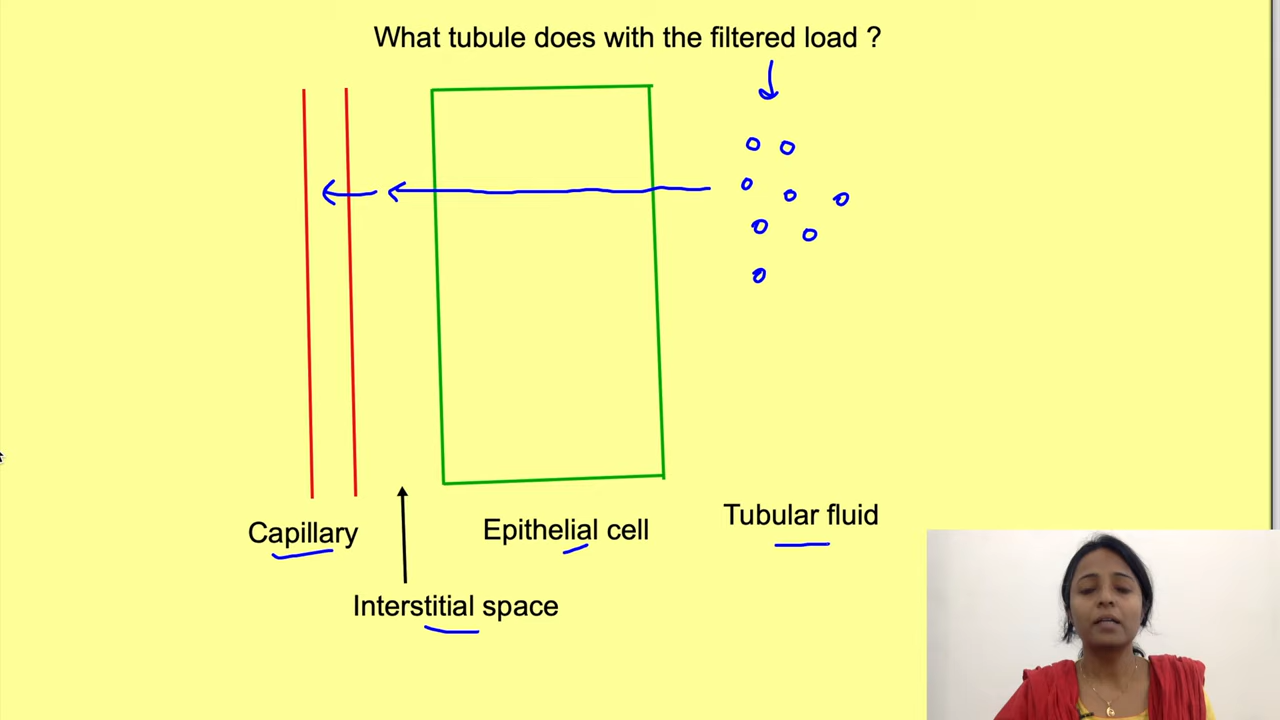 What tubule does with the filtered load ?
Capillary
Epithelial cell
Tubular fluid
Interstitial space